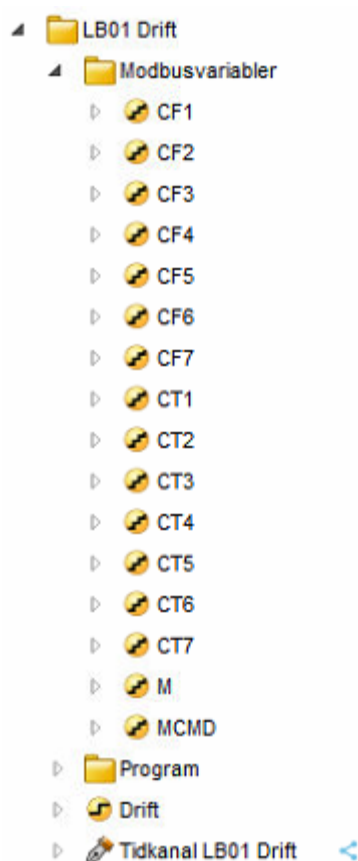 LB01 Drift
Modbusvariabler
CF1
CF2
CF3
CF4
CF5
CF6
CF7
CT1
CT2
CT3
CT4
CT5
CT6
CT7
M
MCMD
Program
Drift
Tidkanal LB01 Drift